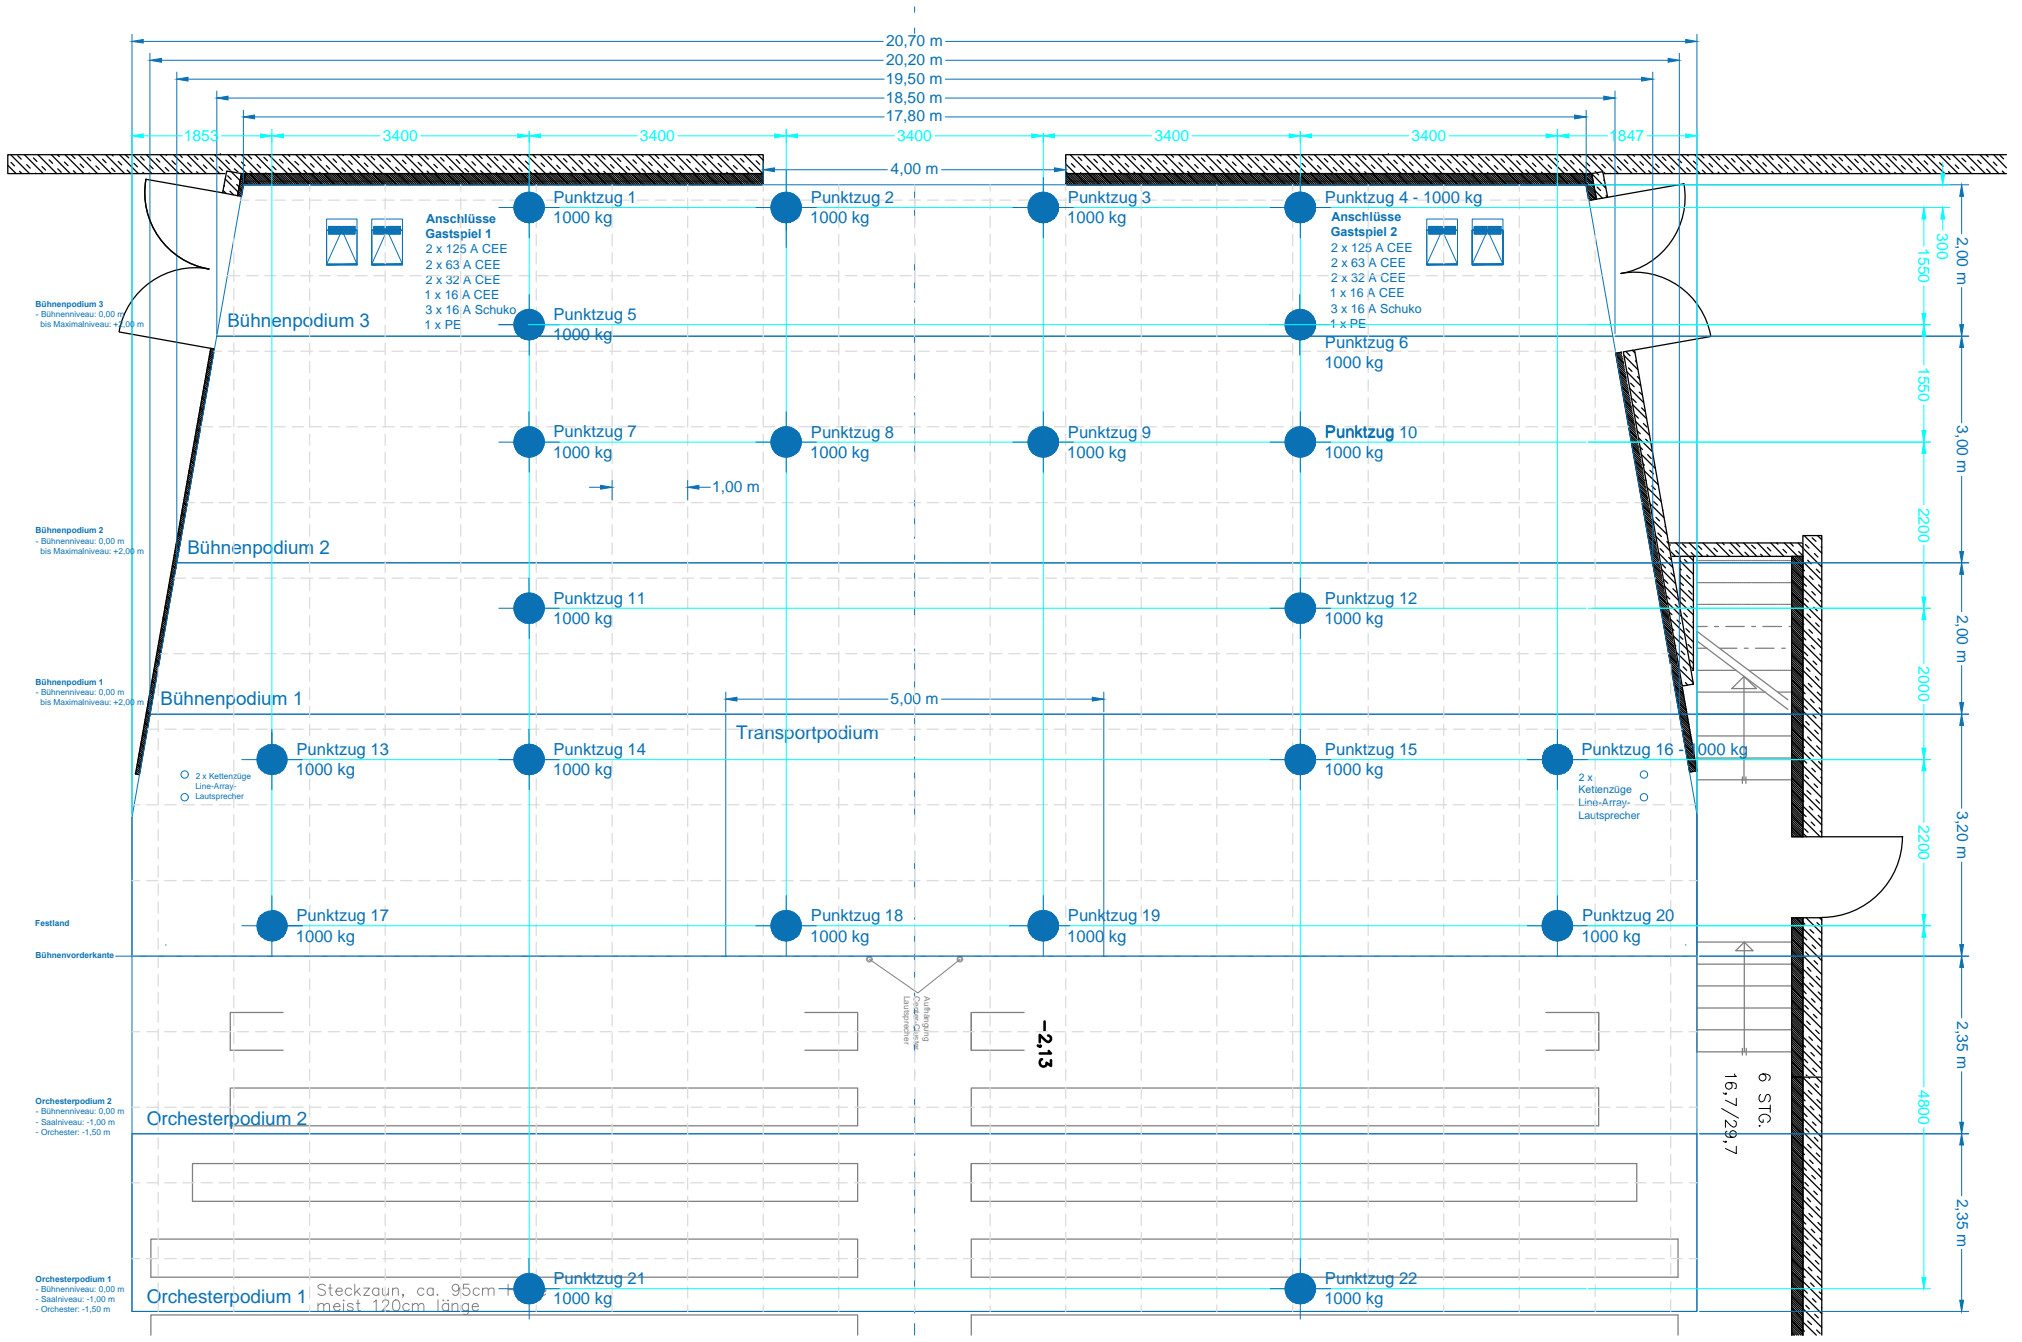 20,70 m
20,20 m
19,50 m
18,50 m
17,80 m
1853
3400
3400
3400
3400
3400
1847
4,00 m
Punktzug 1
1000 kg
Punktzug 2
1000 kg
Punktzug 3
1000 kg
Punktzug 4 - 1000 kg
Anschlüsse
Gastspiel 1
2 x 125 A CEE
2 x 63 A CEE
2 x 32 A CEE
1 x 16 A CEE
3 x 16 A Schuko
1 x PE
Anschlüsse
Gastspiel 2
2 x 125 A CEE
2 x 63 A CEE
2 x 32 A CEE
1 x 16 A CEE
3 x 16 A Schuko
1 x PE
300
1550
2,00 m
Bühnenpodium 3
- Bühnenniveau: 0,00 m
bis Maximalniveau: +2,00 m
Bühnenpodium 3
Punktzug 5
1000 kg
Punktzug 6
1000 kg
1550
3,00 m
Punktzug 7
1000 kg
Punktzug 8
1000 kg
Punktzug 9
1000 kg
Punktzug 10
1000 kg
1,00 m
2200
Bühnenpodium 2
- Bühnenniveau: 0,00 m
bis Maximalniveau: +2,00 m
Bühnenpodium 2
Punktzug 11
1000 kg
Punktzug 12
1000 kg
2,00 m
2000
Bühnenpodium 1
- Bühnenniveau: 0,00 m
bis Maximalniveau: +2,00 m
Bühnenpodium 1
5,00 m
Transportpodium
Punktzug 13
1000 kg
Punktzug 14
1000 kg
Punktzug 15
1000 kg
Punktzug 16 - 1000 kg
2 x Kettenzüge
Line-Array-
Lautsprecher
2 x
Kettenzüge
Line-Array-
Lautsprecher
2200
3,20 m
Festland
Punktzug 17
1000 kg
Punktzug 18
1000 kg
Punktzug 19
1000 kg
Punktzug 20
1000 kg
Bühnenvorderkante
Aufhängung
Center-Cluster
Lautsprecher
-2,13
2,35 m
6 STG.
16,7/29,7
4800
Orchesterpodium 2
- Bühnenniveau: 0,00 m
- Saalniveau: -1,00 m
- Orchester: -1,50 m
Orchesterpodium 2
2,35 m
Orchesterpodium 1
- Bühnenniveau: 0,00 m
- Saalniveau: -1,00 m
- Orchester: -1,50 m
Orchesterpodium 1
Steckzaun, ca. 95cm
meist 120cm länge
Punktzug 21
1000 kg
Punktzug 22
1000 kg